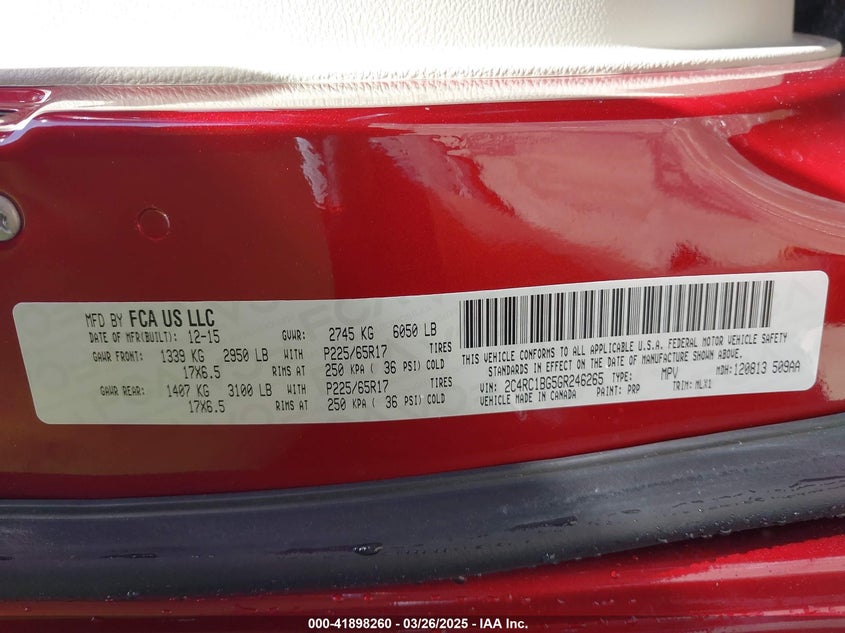 MFD BY FCA US LLC
DATE OF MFR(BUILT): 12-15 GVWR: 2745 KG 6050 LB
GAWR FRONT: 1339 KG 2950 LB WITH P225/65R17 TIRES
17X6.5 RIMS AT 250 KPA ( 36 PSI) COLD
GAWR REAR: 1407 KG 3100 LB WITH P225/65R17 TIRES
17X6.5 RIMS AT 250 KPA ( 36 PSI) COLD
THIS VEHICLE CONFORMS TO ALL APPLICABLE U.S.A. FEDERAL MOTOR VEHICLE SAFETY
STANDARDS IN EFFECT ON THE DATE OF MANUFACTURE SHOWN ABOVE.
VIN: 2C4RC1BG5GR246265 TYPE: MPV MDH: 120813 509AA
VEHICLE MADE IN CANADA PAINT: PRP TRIM: MLX1
000-41898260 — 03/26/2025 — IAA Inc.